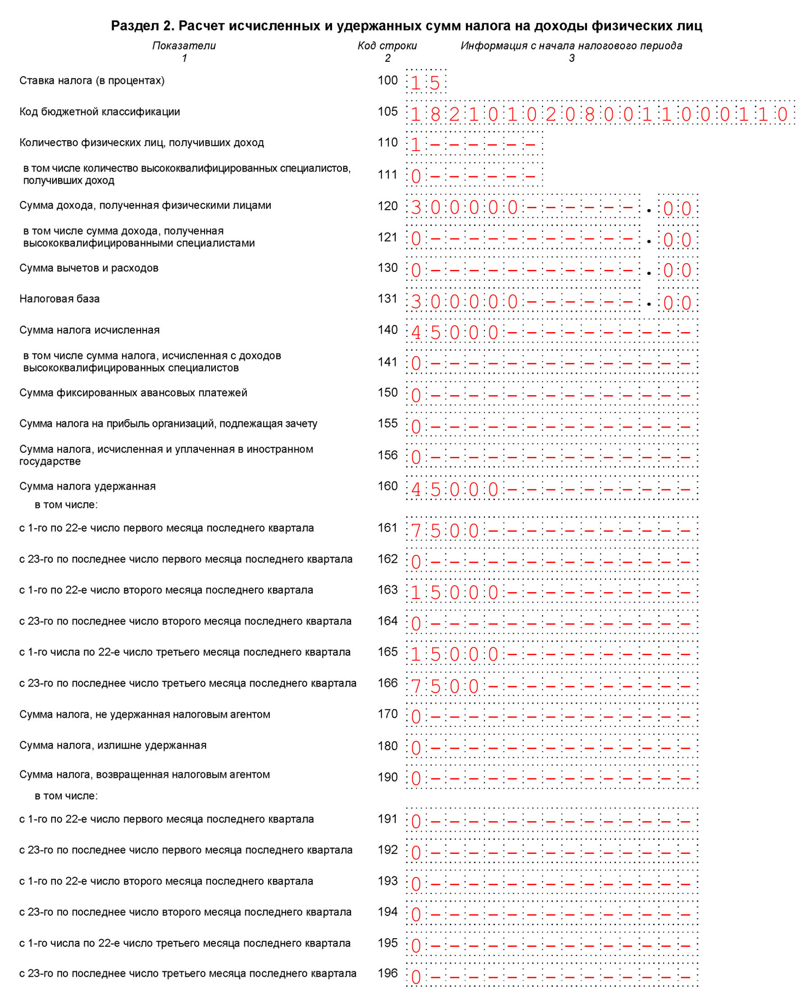 Раздел 2. Расчет исчисленных и удержанных сумм налога на доходы физических лиц
Показатели Код строки Информация с начала налогового периода
1 2 3
Ставка налога (в процентах) 100 15
Код бюджетной классификации 105 18210102080011000110
Количество физических лиц, получивших доход 110 1------
в том числе количество высококвалифицированных специалистов,
получивших доход 111 0------
Сумма дохода, полученная физическими лицами 120 300000------.00
в том числе сумма дохода, полученная
высококвалифицированными специалистами 121 0-----------.00
Сумма вычетов и расходов 130 0-----------.00
Налоговая база 131 300000------.00
Сумма налога исчисленная 140 45000----------
в том числе сумма налога, исчисленная с доходов
высококвалифицированных специалистов 141 0--------------
Сумма фиксированных авансовых платежей 150 0--------------
Сумма налога на прибыль организаций, подлежащая зачету 155 0--------------
Сумма налога, исчисленная и уплаченная в иностранном
государстве 156 0--------------
Сумма налога удержанная 160 45000----------
в том числе:
с 1-го по 22-е число первого месяца последнего квартала 161 7500-----------
с 23-го по последнее число первого месяца последнего квартала 162 0--------------
с 1-го по 22-е число второго месяца последнего квартала 163 15000----------
с 23-го по последнее число второго месяца последнего квартала 164 0--------------
с 1-го числа по 22-е число третьего месяца последнего квартала 165 15000----------
с 23-го по последнее число третьего месяца последнего квартала 166 7500-----------
Сумма налога, не удержанная налоговым агентом 170 0--------------
Сумма налога, излишне удержанная 180 0--------------
Сумма налога, возвращенная налоговым агентом 190 0--------------
в том числе:
с 1-го по 22-е число первого месяца последнего квартала 191 0--------------
с 23-го по последнее число первого месяца последнего квартала 192 0--------------
с 1-го по 22-е число второго месяца последнего квартала 193 0--------------
с 23-го по последнее число второго месяца последнего квартала 194 0--------------
с 1-го числа по 22-е число третьего месяца последнего квартала 195 0--------------
с 23-го по последнее число третьего месяца последнего квартала 196 0--------------